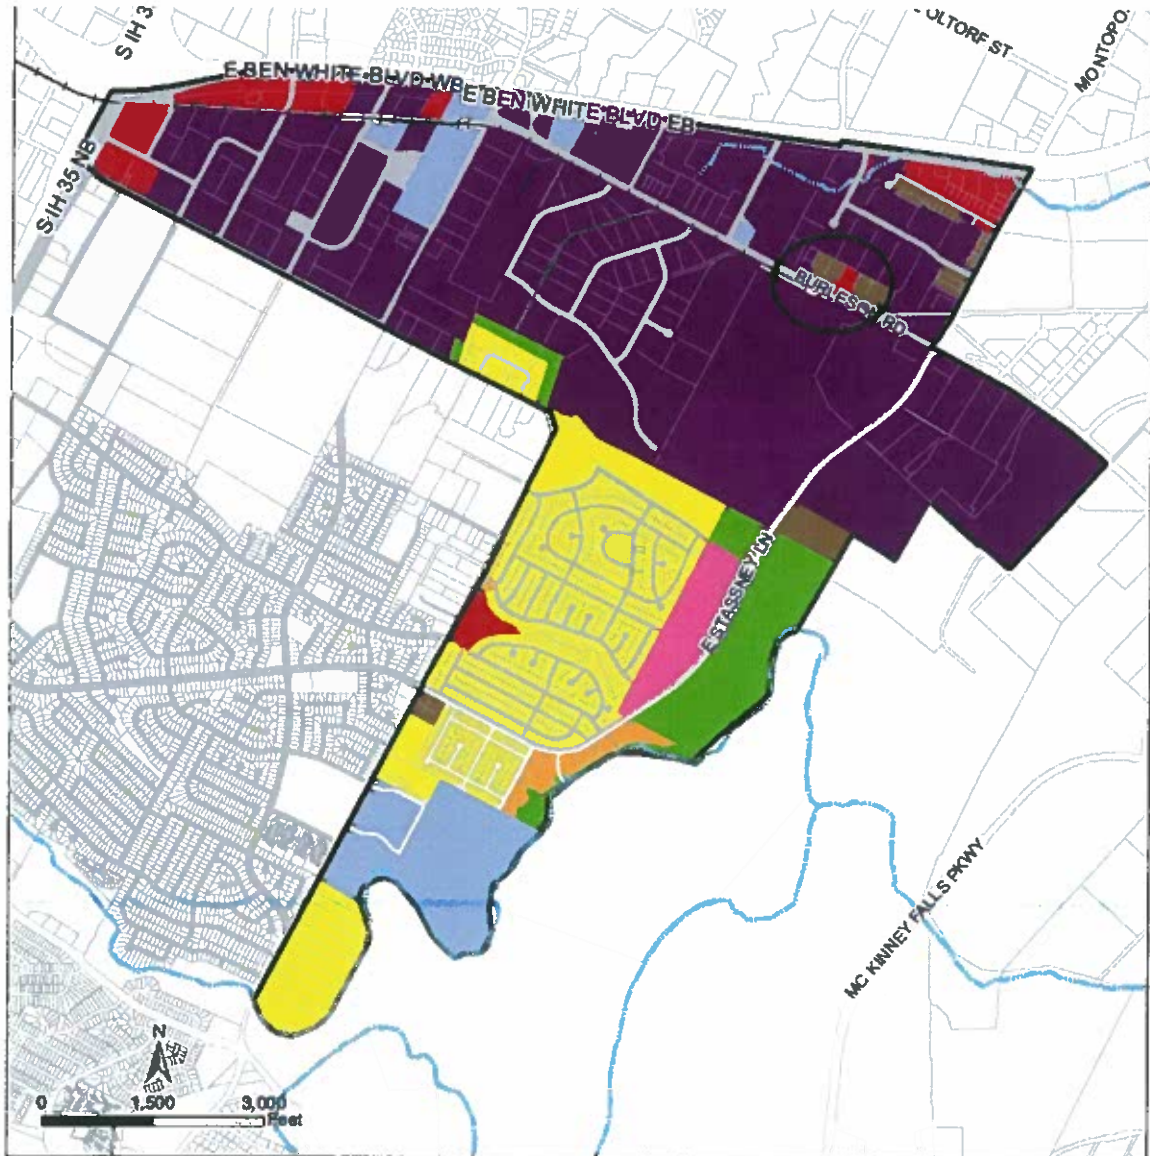 S IH 3
OLTORF ST
MONTOPO
E BEN WHITE BLVD WB
E BEN WHITE BLVD EB
S IH 35 NB
BURLESON RD
E STASSNEY LN
MC KINNEY FALLS PKWY
N
0 1,500 3,000
Feet